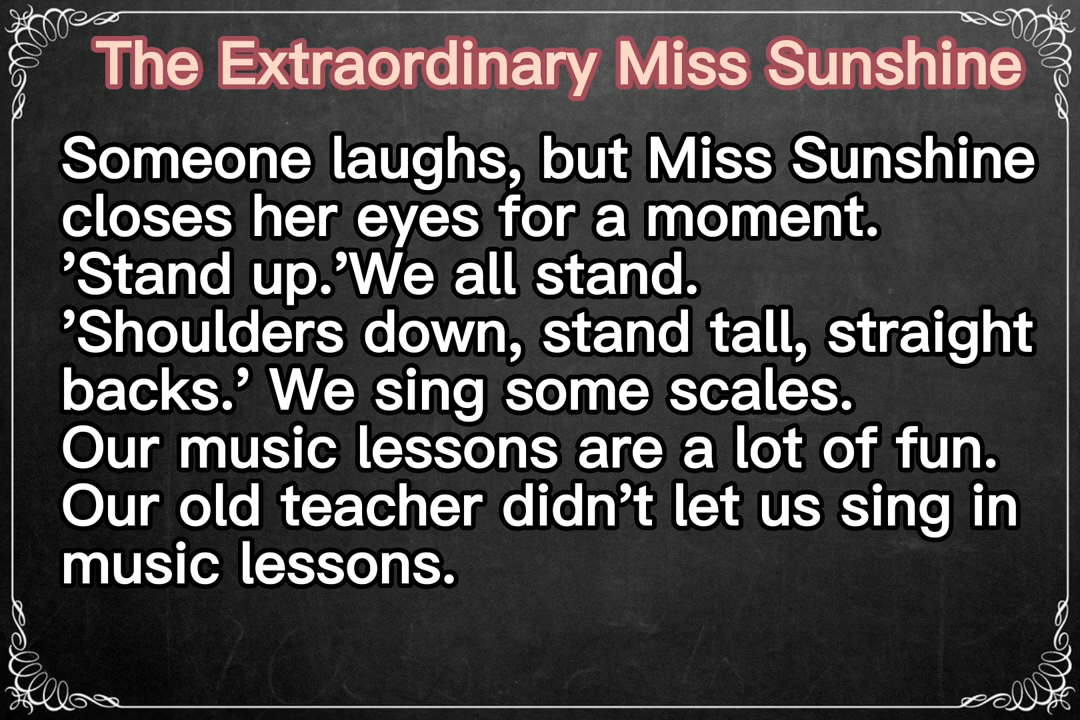 The Extraordinary Miss Sunshine
Someone laughs, but Miss Sunshine
closes her eyes for a moment.
’Stand up.’We all stand.
’Shoulders down, stand tall, straight
backs.’ We sing some scales.
Our music lessons are a lot of fun.
Our old teacher didn’t let us sing in
music lessons.